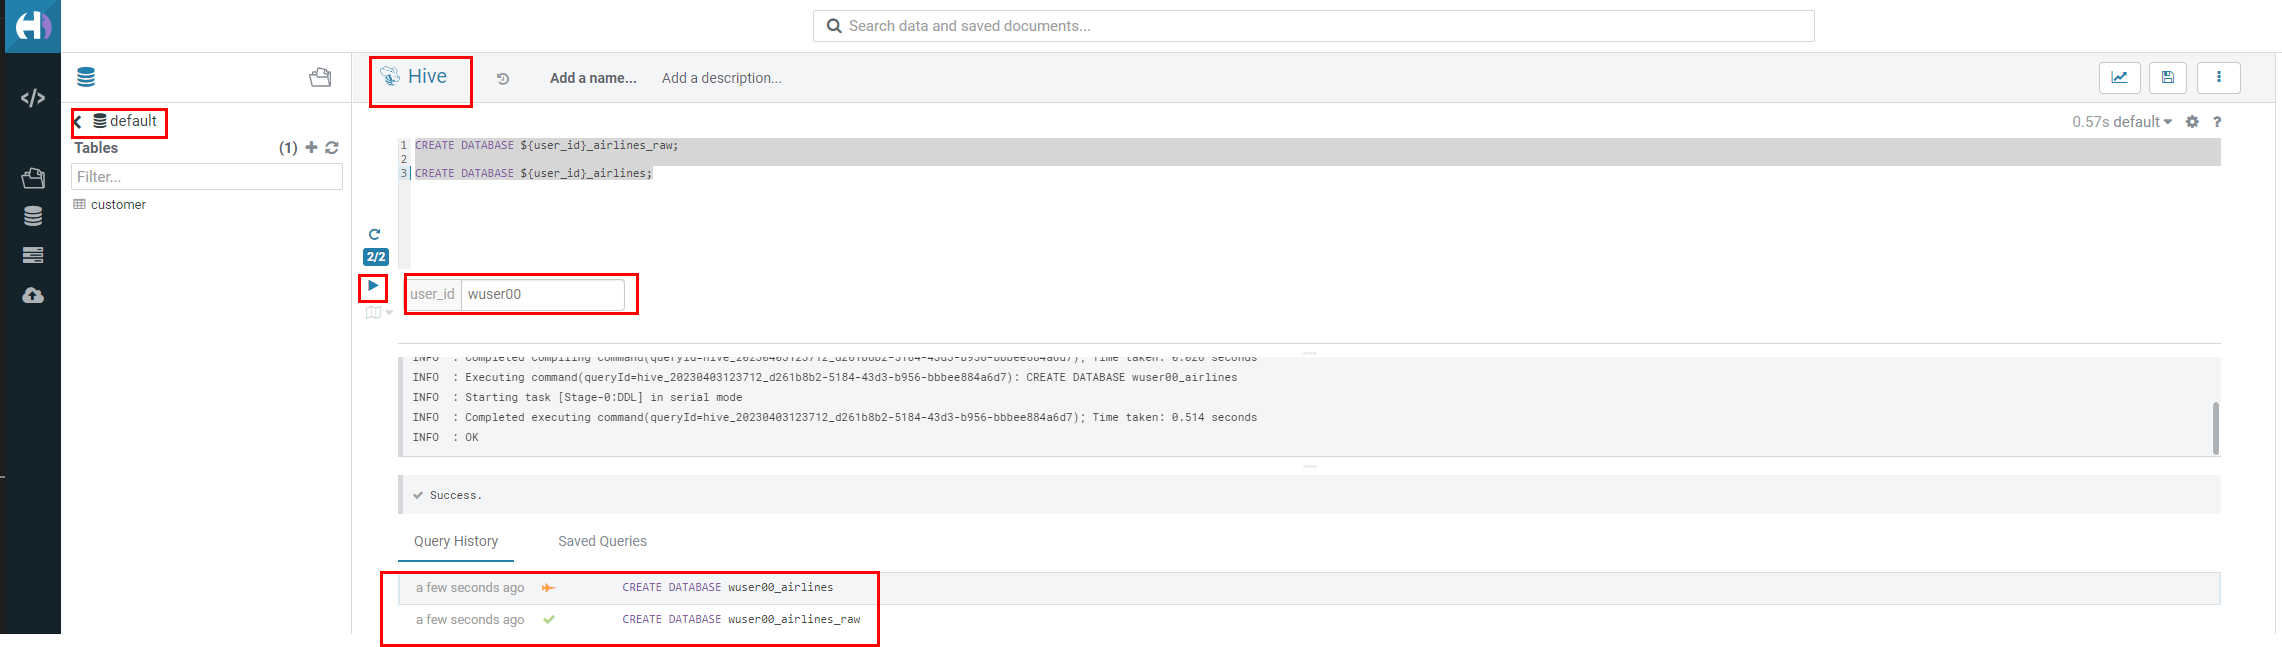 Search data and saved documents...
Hive
Add a name...
Add a description...
default
Tables
(1)
Filter...
customer
0.57s default
?
1 CREATE DATABASE ${user_id}_airlines_raw;
2
3 CREATE DATABASE ${user_id}_airlines;
2/2
user_id wuser00
INFO : Completed compiling command(queryId=hive_20230403123712_d261b8b2-5184-43d3-b956-bbbee884a6d7); Time taken: 0.026 seconds
INFO : Executing command(queryId=hive_20230403123712_d261b8b2-5184-43d3-b956-bbbee884a6d7): CREATE DATABASE wuser00_airlines
INFO : Starting task [Stage-0:DDL] in serial mode
INFO : Completed executing command(queryId=hive_20230403123712_d261b8b2-5184-43d3-b956-bbbee884a6d7); Time taken: 0.514 seconds
INFO : OK
Success.
Query History
Saved Queries
a few seconds ago CREATE DATABASE wuser00_airlines
a few seconds ago CREATE DATABASE wuser00_airlines_raw